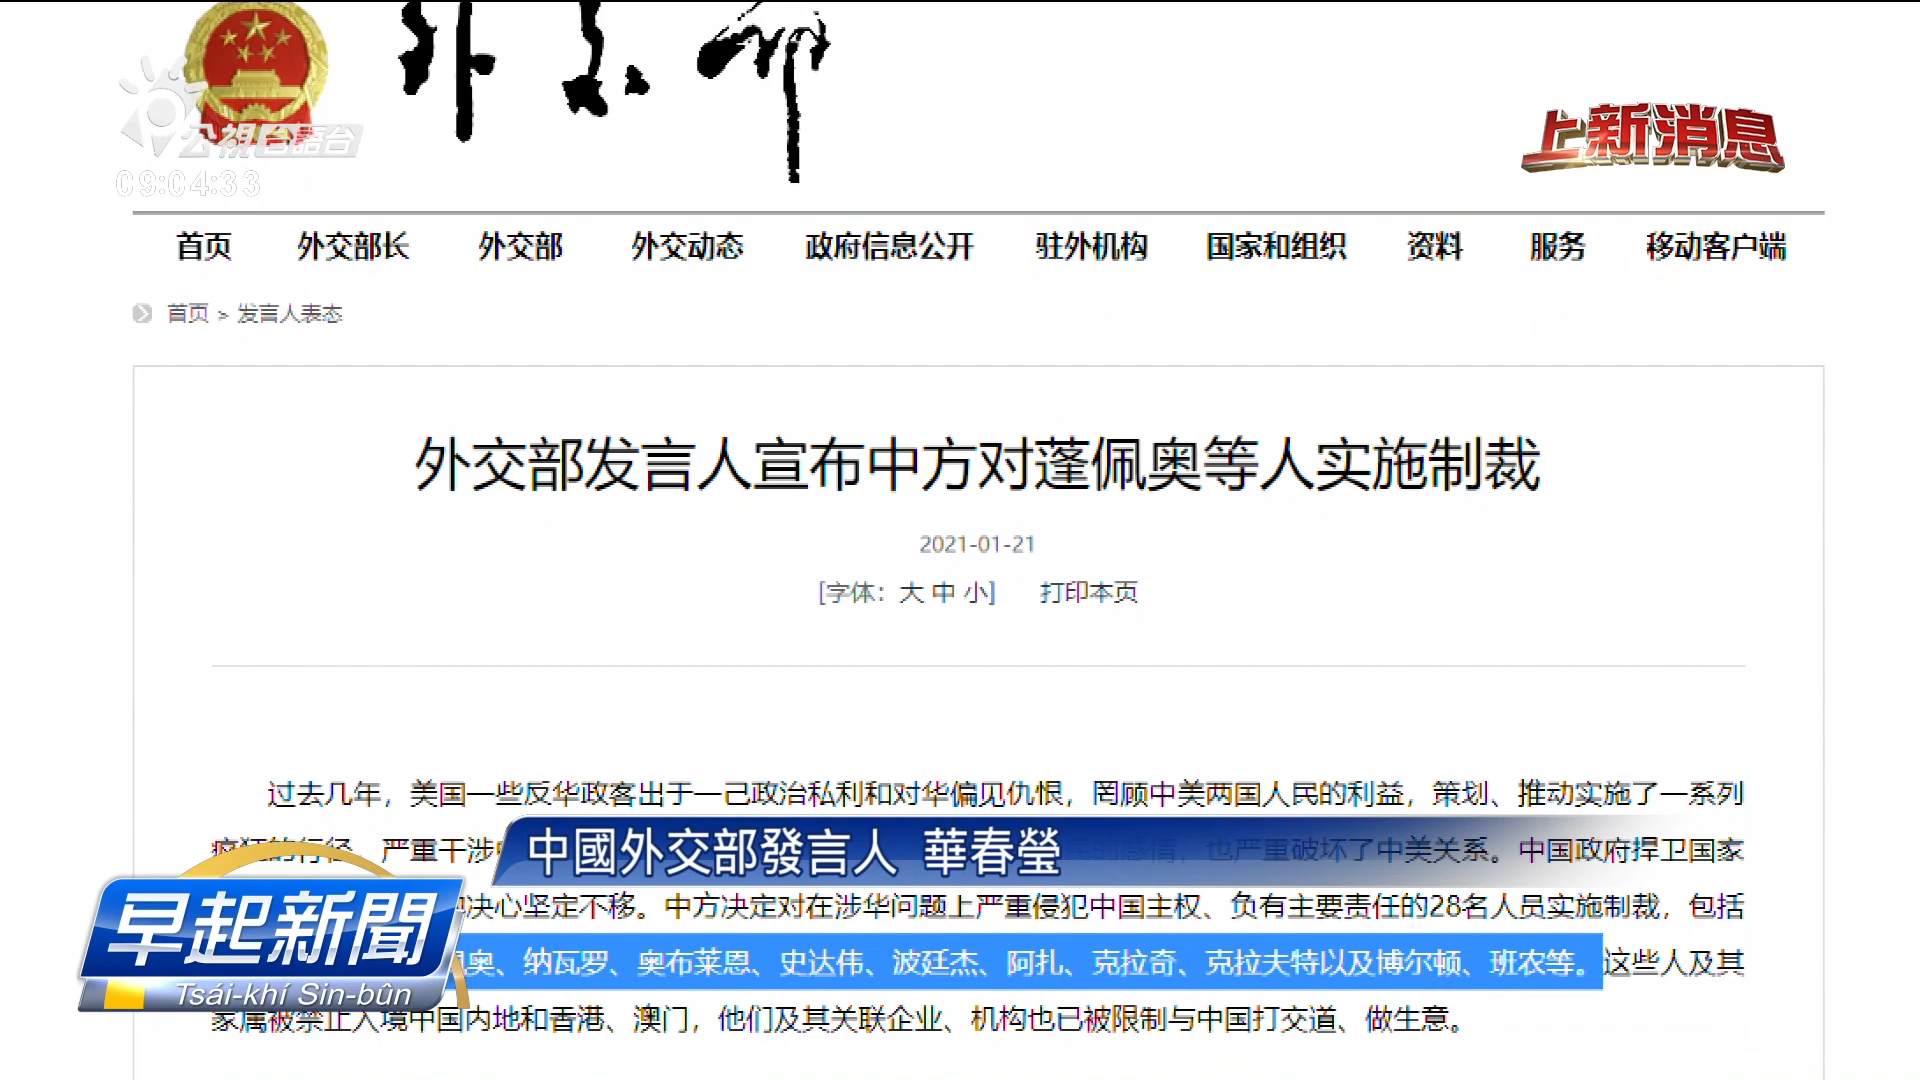 外交部
公視台語台
09:04:33
上新消息
首页 外交部长 外交部 外交动态 政府信息公开 驻外机构 国家和组织 资料 服务 移动客户端
首页 > 发言人表态
外交部发言人宣布中方对蓬佩奥等人实施制裁
2021-01-21
[字体：大 中 小] 打印本页
过去几年，美国一些反华政客出于一己政治私利和对华偏见仇恨，罔顾中美两国人民的利益，策划、推动实施了一系列
疯狂的行径，严重干涉 的感情，也严重破坏了中美关系。中国政府捍卫国家
中國外交部發言人 華春瑩
决心坚定不移。中方决定对在涉华问题上严重侵犯中国主权、负有主要责任的28名人员实施制裁，包括
奥、纳瓦罗、奥布莱恩、史达伟、波廷杰、阿扎、克拉奇、克拉夫特以及博尔顿、班农等。这些人及其
家属被禁止入境中国内地和香港、澳门，他们及其关联企业、机构也已被限制与中国打交道、做生意。
早起新聞
Tsái-khí Sin-bûn